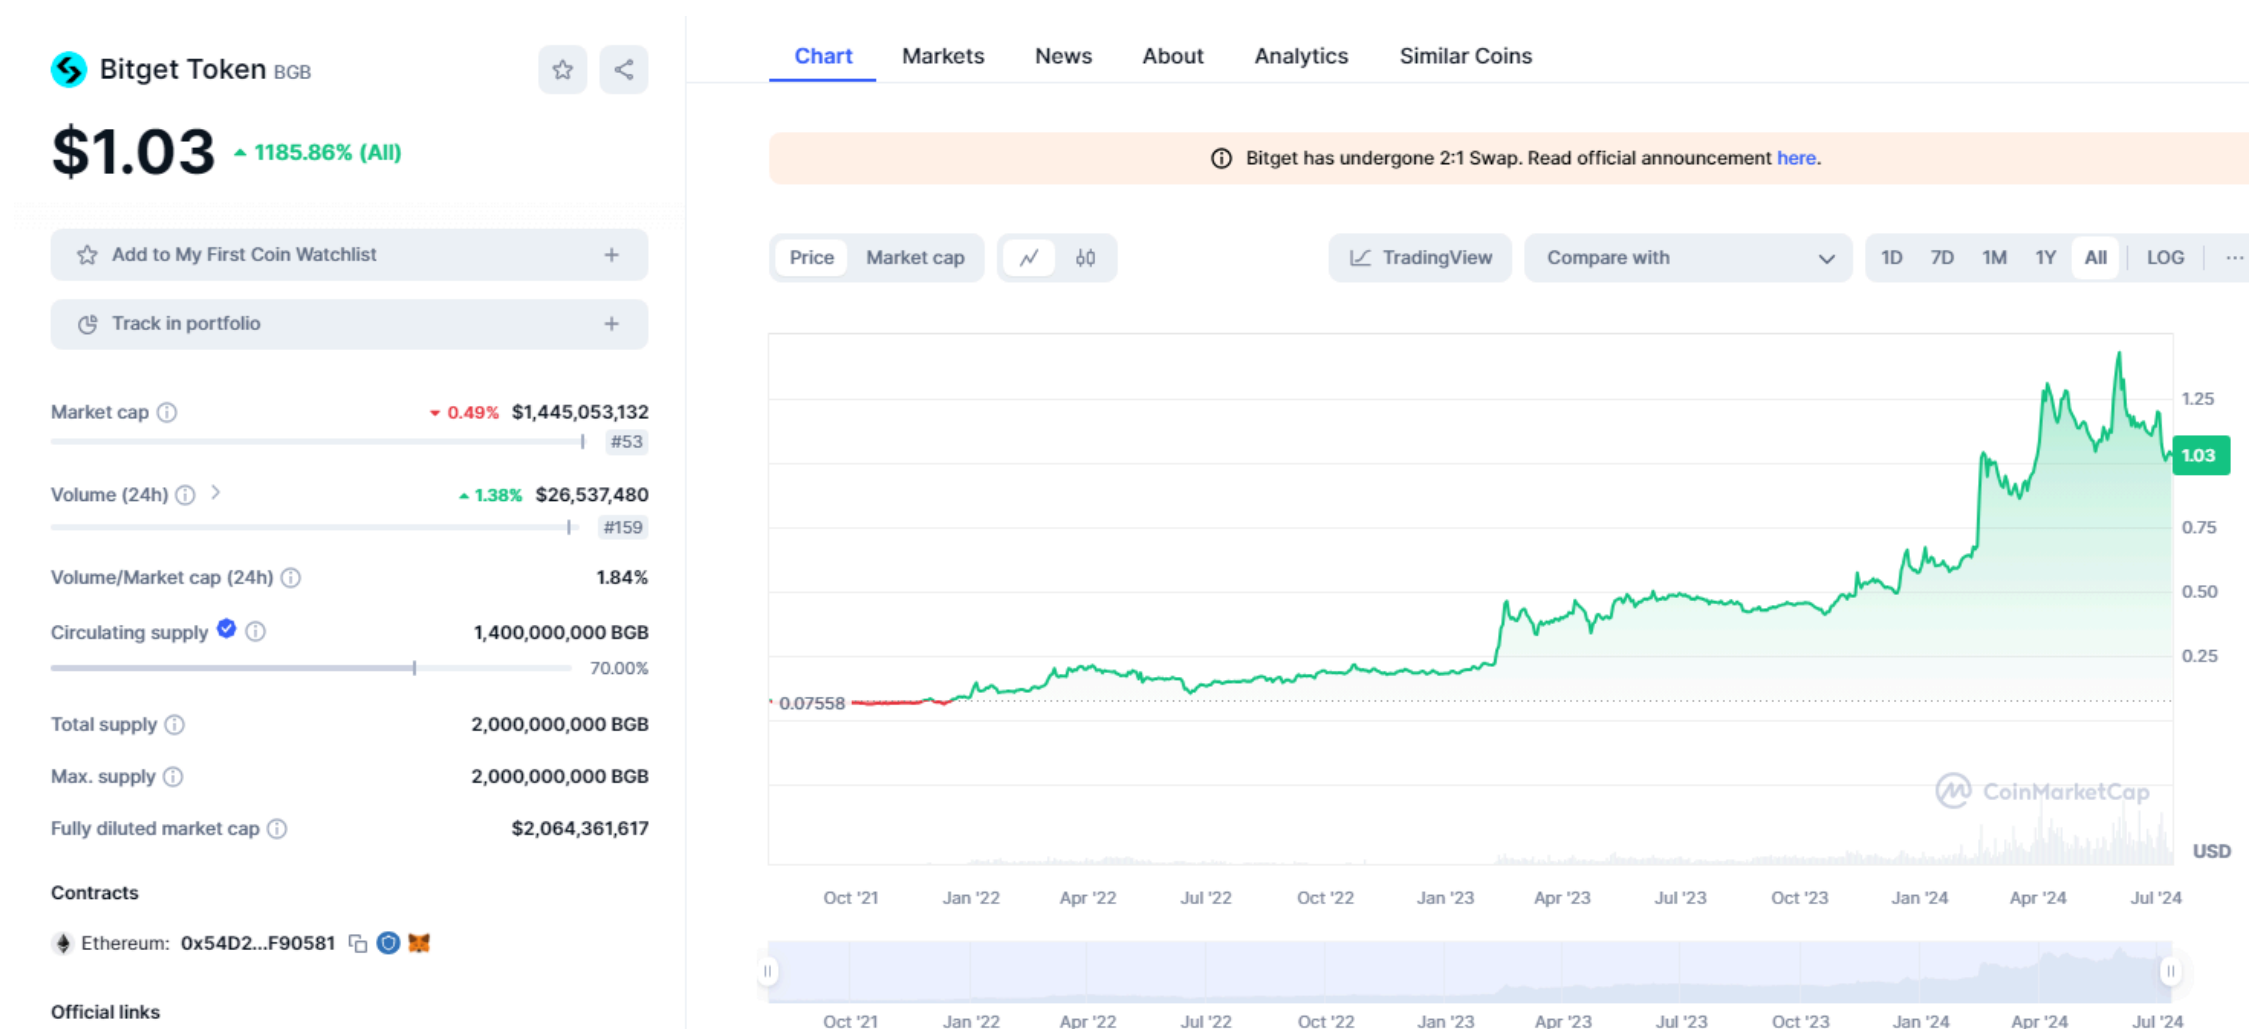 Bitget Token BGB
$1.03 1185.86% (All)
Add to My First Coin Watchlist +
Track in portfolio +
Market cap 0.49% $1,445,053,132
#53
Volume (24h) 1.38% $26,537,480
#159
Volume/Market cap (24h) 1.84%
Circulating supply 1,400,000,000 BGB
70.00%
Total supply 2,000,000,000 BGB
Max. supply 2,000,000,000 BGB
Fully diluted market cap $2,064,361,617
Contracts
Ethereum: 0x54D2...F90581
Official links
Chart Markets News About Analytics Similar Coins
Bitget has undergone 2:1 Swap. Read official announcement here.
Price Market cap TradingView Compare with 1D 7D 1M 1Y All LOG ...
1.25
1.03
0.75
0.50
0.25
0.07558
CoinMarketCap
USD
Oct '21 Jan '22 Apr '22 Jul '22 Oct '22 Jan '23 Apr '23 Jul '23 Oct '23 Jan '24 Apr '24 Jul '24
Oct '21 Jan '22 Apr '22 Jul '22 Oct '22 Jan '23 Apr '23 Jul '23 Oct '23 Jan '24 Apr '24 Jul '24